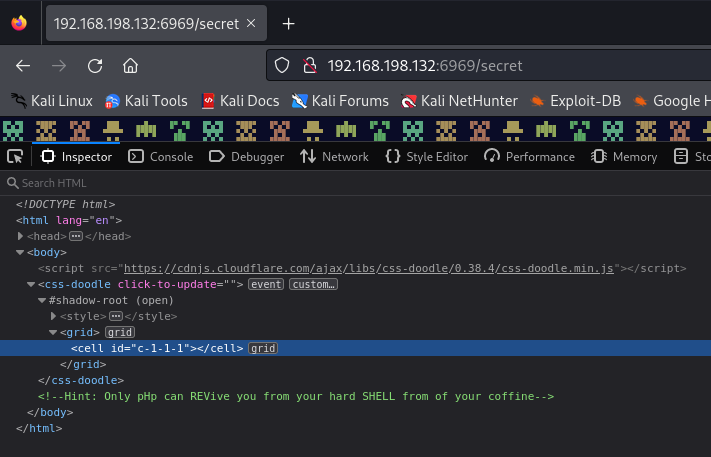 192.168.198.132:6969/secret
192.168.198.132:6969/secret
Kali Linux Kali Tools Kali Docs Kali Forums Kali NetHunter Exploit-DB Google H
Inspector Console Debugger Network Style Editor Performance Memory Sto
Search HTML
<!DOCTYPE html>
<html lang="en">
<head> ··· </head>
<body>
<script src="https://cdnjs.cloudflare.com/ajax/libs/css-doodle/0.38.4/css-doodle.min.js"></script>
<css-doodle click-to-update=""> event custom…
#shadow-root (open)
<style> ··· </style>
<grid> grid
<cell id="c-1-1-1"></cell> grid
</grid>
</css-doodle>
<!--Hint: Only pHp can REVive you from your hard SHELL from of your coffine-->
</body>
</html>